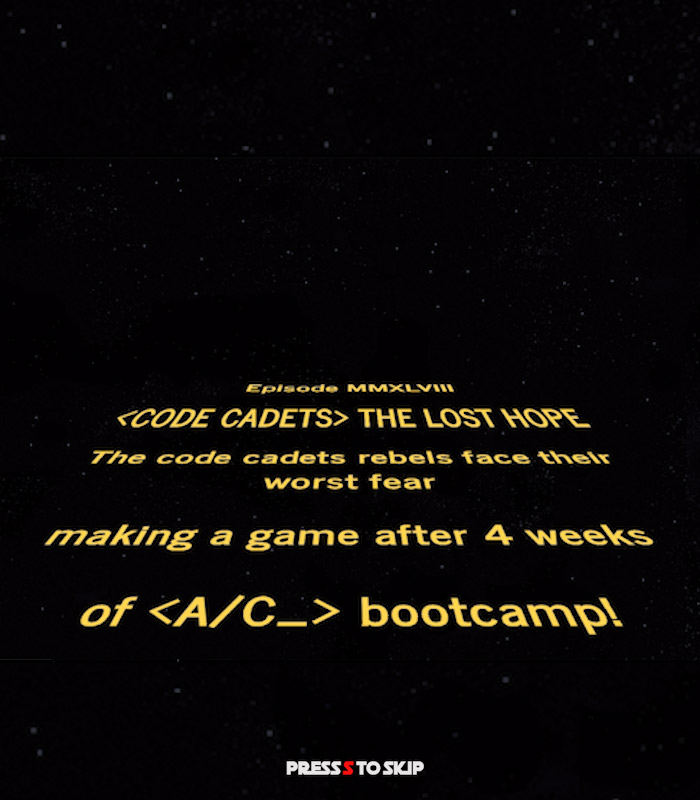 Episode MMXLVIII
<CODE CADETS> THE LOST HOPE
The code cadets rebels face their
worst fear
making a game after 4 weeks
of <A/C_> bootcamp!
PRESS S TO SKIP